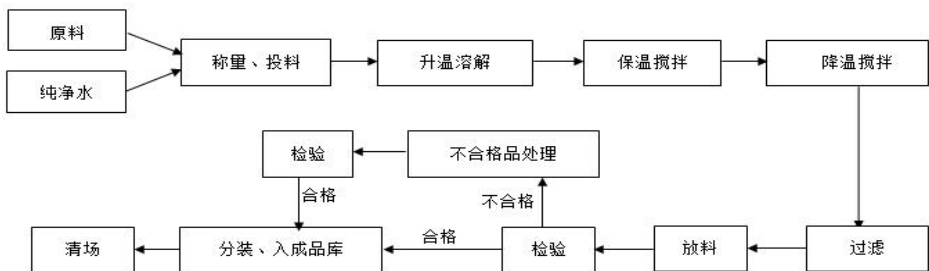 原料
纯净水
称量、投料
升温溶解
保温搅拌
降温搅拌
检验
不合格品处理
合格
不合格
清场
分装、入成品库
合格
检验
放料
过滤